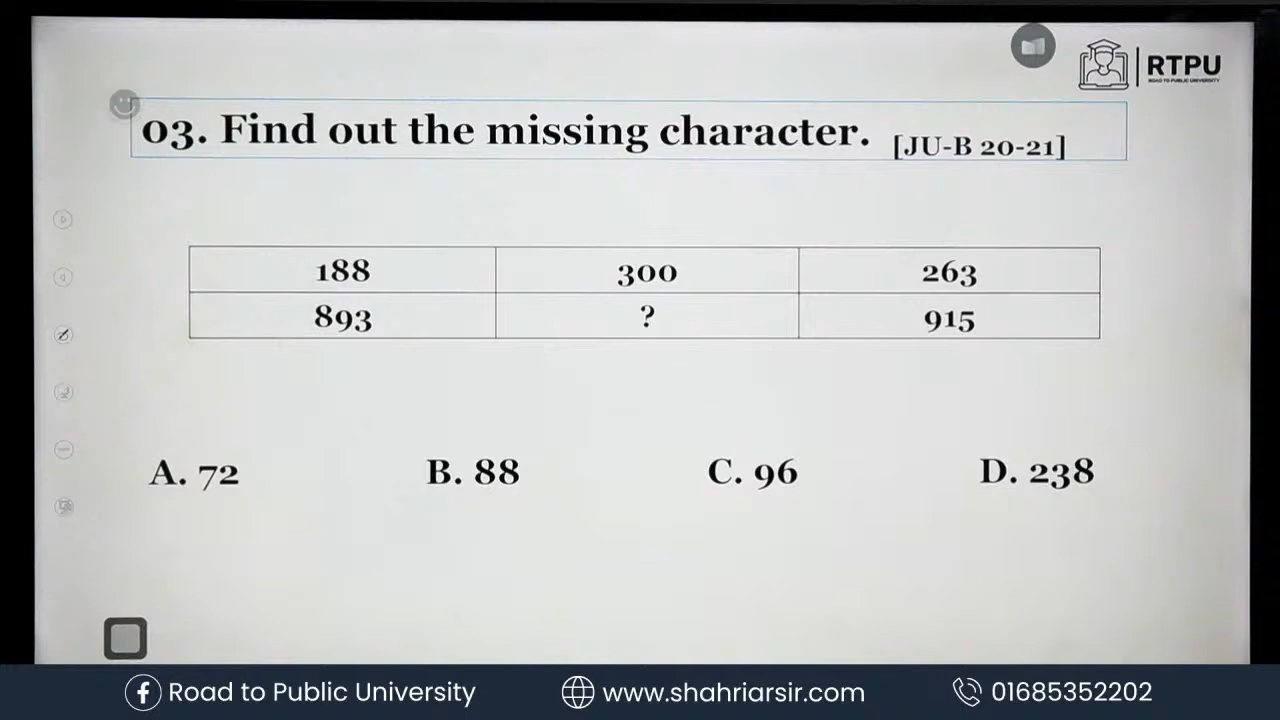 RTPU
ROAD TO PUBLIC UNIVERSITY
03. Find out the missing character. [JU-B 20-21]
188 300 263
893 ? 915
A. 72 B. 88 C. 96 D. 238
Road to Public University www.shahriarsir.com 01685352202